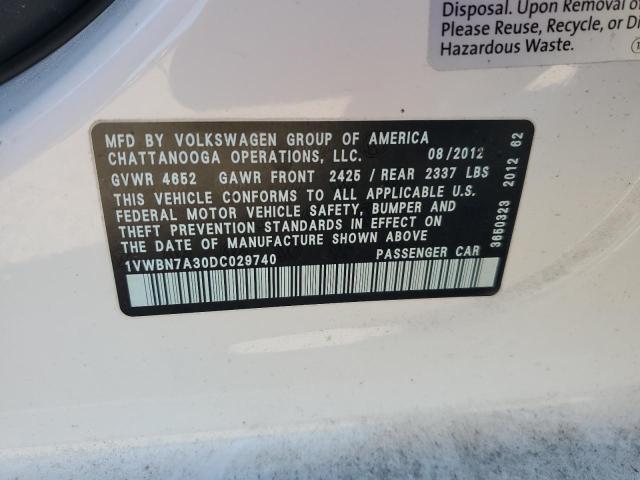 Disposal. Upon Removal of
Please Reuse, Recycle, or Di
Hazardous Waste.
MFD BY VOLKSWAGEN GROUP OF AMERICA
CHATTANOOGA OPERATIONS, LLC. 08/2012
GVWR 4652 GAWR FRONT 2425 / REAR 2337 LBS
THIS VEHICLE CONFORMS TO ALL APPLICABLE U.S.
FEDERAL MOTOR VEHICLE SAFETY, BUMPER AND
THEFT PREVENTION STANDARDS IN EFFECT ON
THE DATE OF MANUFACTURE SHOWN ABOVE
1VWBN7A30DC029740 PASSENGER CAR
3650323 2012 62